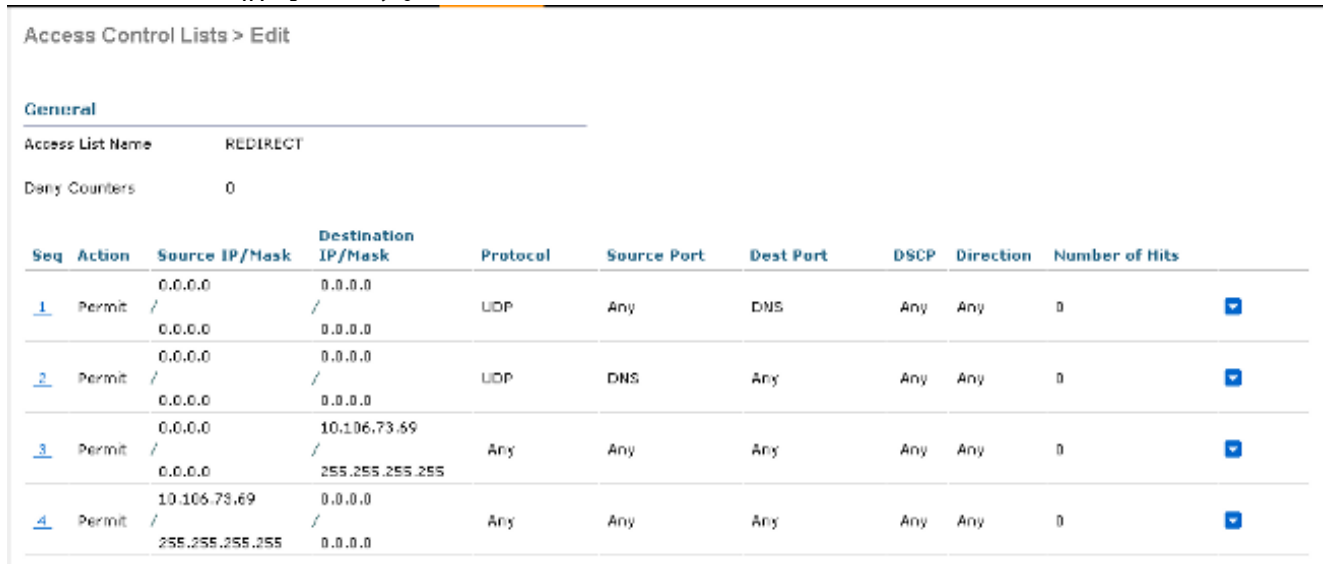 Access Control Lists > Edit
General
Access List Name REDIRECT
Deny Counters 0
Seq Action Source IP/Mask Destination IP/Mask Protocol Source Port Dest Port DSCP Direction Number of Hits
1 Permit 0.0.0.0 / 0.0.0.0 0.0.0.0 / 0.0.0.0 UDP Any DNS Any Any 0
2 Permit 0.0.0.0 / 0.0.0.0 0.0.0.0 / 0.0.0.0 UDP DNS Any Any Any 0
3 Permit 0.0.0.0 / 0.0.0.0 10.106.73.69 / 255.255.255.255 Any Any Any Any Any 0
4 Permit 10.106.73.69 / 255.255.255.255 0.0.0.0 / 0.0.0.0 Any Any Any Any Any 0